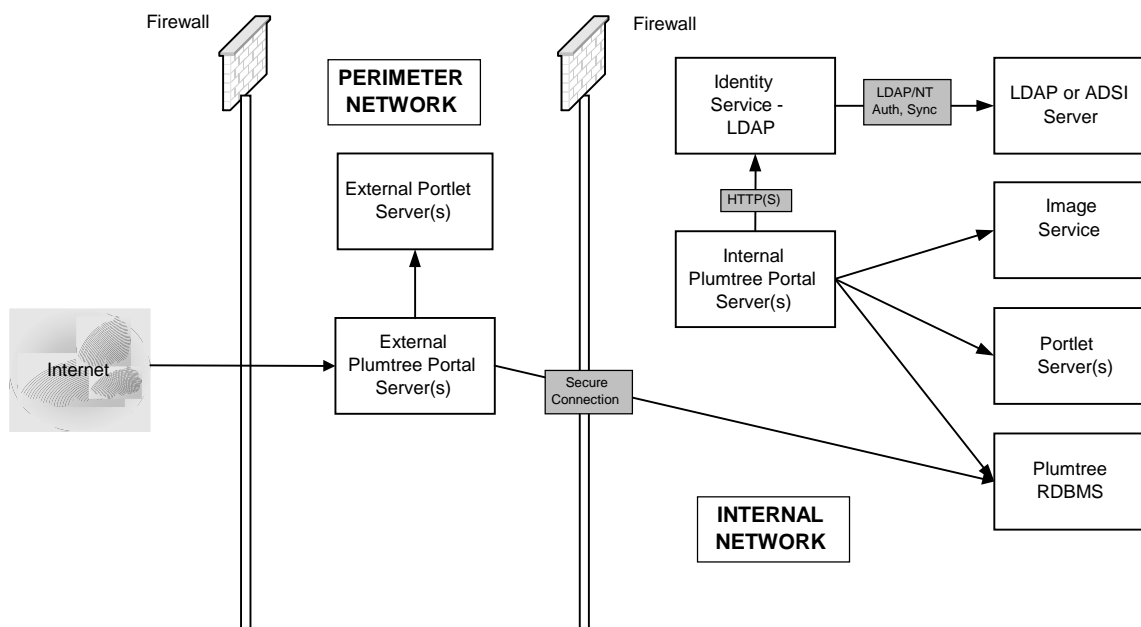 Firewall
Firewall
PERIMETER
NETWORK
Identity
Service -
LDAP
LDAP/NT
Auth, Sync
LDAP or ADSI
Server
External Portlet
Server(s)
HTTP(S)
Image
Service
Internal
Plumtree Portal
Server(s)
Internet
External
Plumtree Portal
Server(s)
Secure
Connection
Portlet
Server(s)
Plumtree
RDBMS
INTERNAL
NETWORK